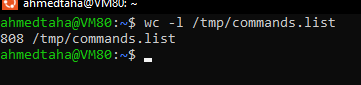 ahmedtaha@VM80: ~
ahmedtaha@VM80:~$ wc -l /tmp/commands.list
808 /tmp/commands.list
ahmedtaha@VM80:~$